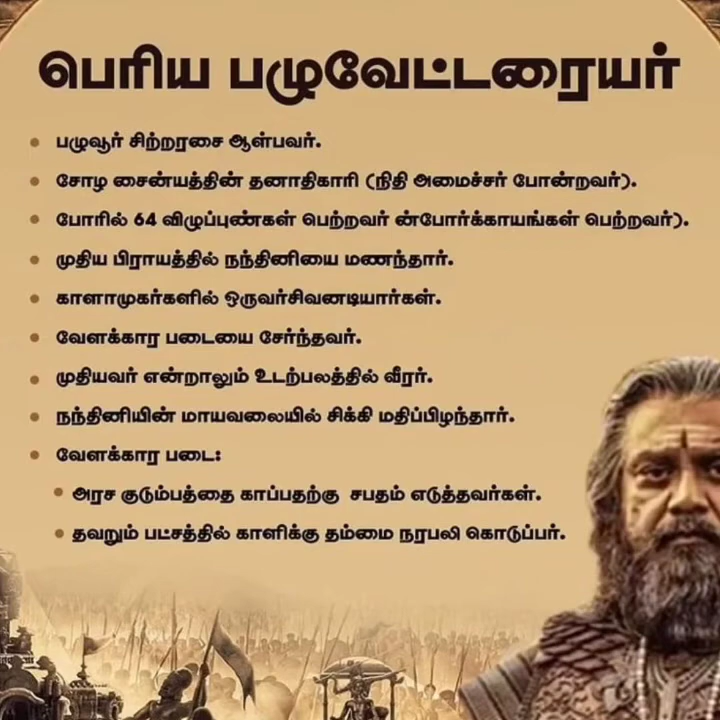 பெரிய பழுவேட்டரையர்
பழுவூர் சிற்றரசை ஆள்பவர்.
சோழ சைன்யத்தின் தனாதிகாரி (நிதி அமைச்சர் போன்றவர்).
போரில் 64 விழுப்புண்கள் பெற்றவர் ன்போர்க்காயங்கள் பெற்றவர்).
முதிய பிராயத்தில் நந்தினியை மணந்தார்.
காளாமுகர்களில் ஒருவர்சிவனடியார்கள்.
வேளக்கார படையை சேர்ந்தவர்.
முதியவர் என்றாலும் உடற்பலத்தில் வீரர்.
நந்தினியின் மாயவலையில் சிக்கி மதிப்பிழந்தார்.
வேளக்கார படை:
அரச குடும்பத்தை காப்பதற்கு சபதம் எடுத்தவர்கள்.
தவறும் பட்சத்தில் காளிக்கு தம்மை நரபலி கொடுப்பர்.